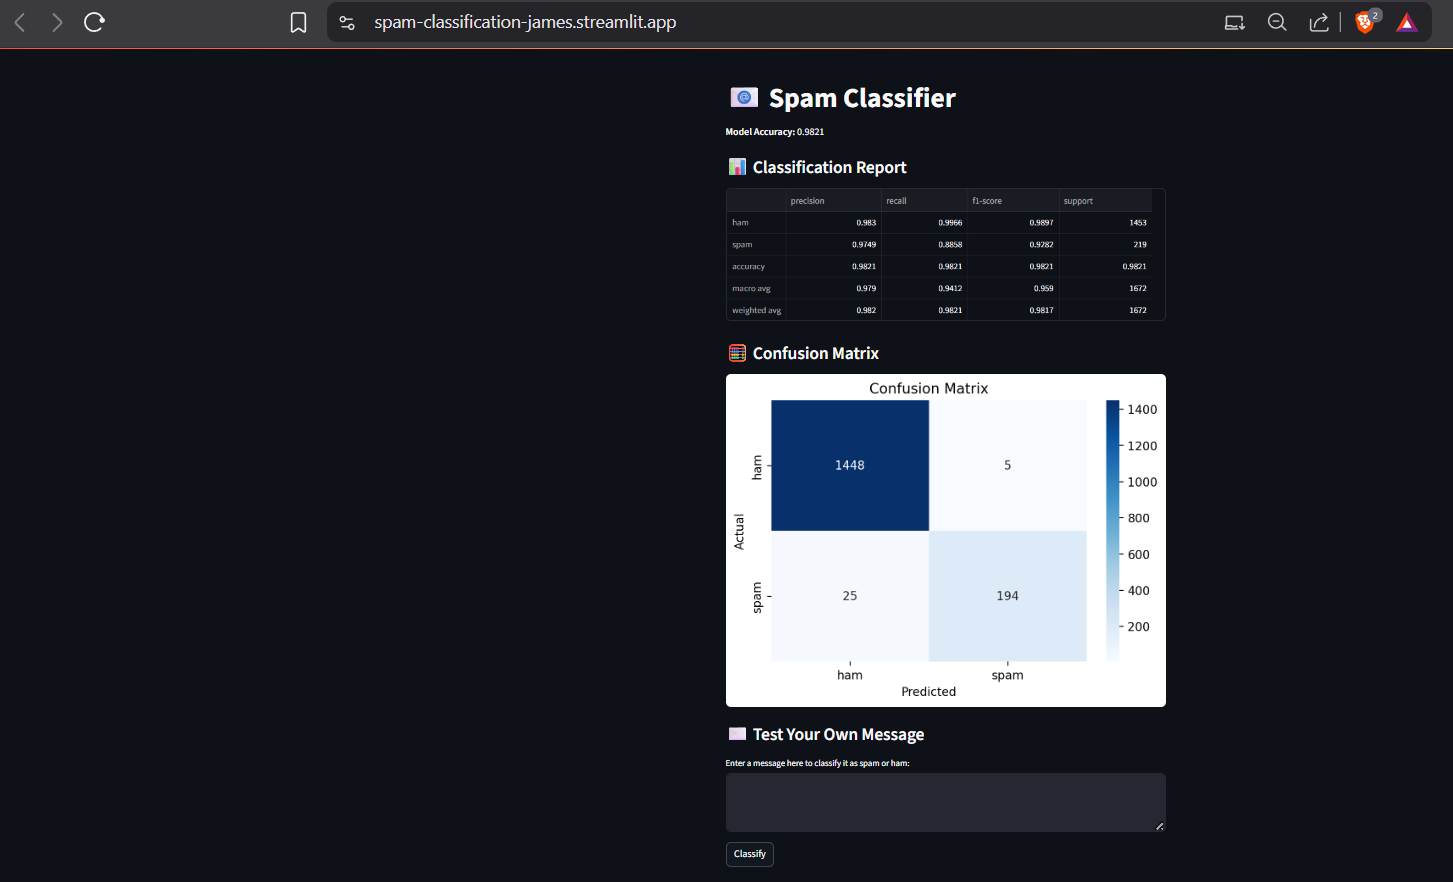 spam-classification-james.streamlit.app
2
Spam Classifier
Model Accuracy: 0.9821
Classification Report
precision recall f1-score support
ham 0.983 0.9966 0.9897 1453
spam 0.9749 0.8858 0.9282 219
accuracy 0.9821 0.9821 0.9821 0.9821
macro avg 0.979 0.9412 0.959 1672
weighted avg 0.982 0.9821 0.9817 1672
Confusion Matrix
Confusion Matrix
Actual
ham 1448 5
spam 25 194
ham spam
Predicted
1400
1200
1000
800
600
400
200
Test Your Own Message
Enter a message here to classify it as spam or ham:
Classify